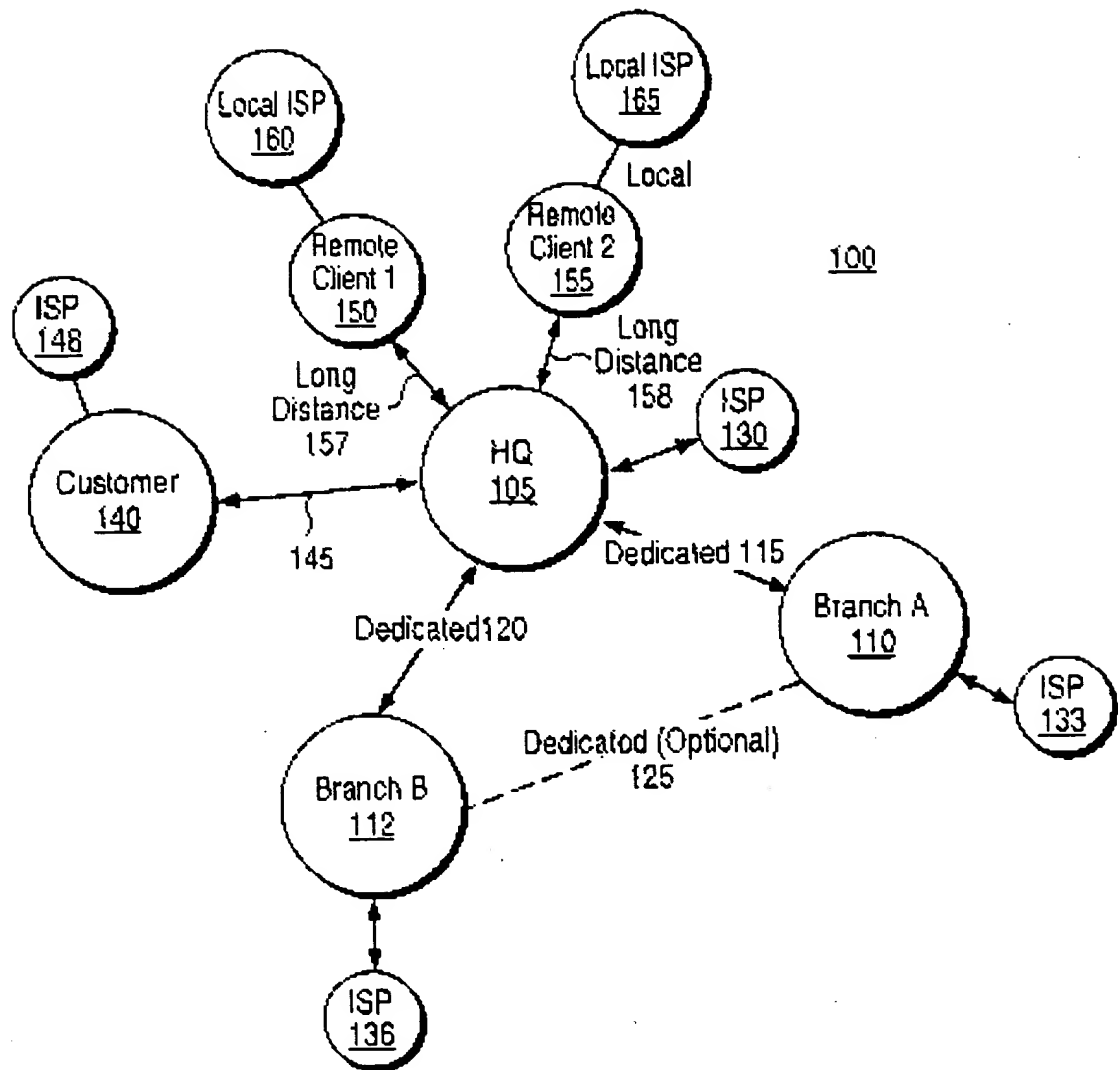 Local ISP
160
Local ISP
165
Local
Remote
Client 1
150
Remote
Client 2
155
100
ISP
148
Long
Distance
157
Long
Distance
158
ISP
130
Customer
140
HQ
105
145
Dedicated 115
Branch A
110
Dedicated120
ISP
133
Dedicated (Optional)
125
Branch B
112
ISP
136